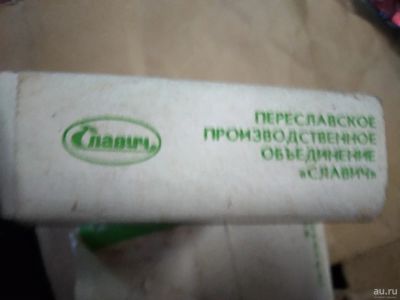 Славич
ПЕРЕСЛАВСКОЕ
ПРОИЗВОДСТВЕННОЕ
ОБЪЕДИНЕНИЕ
«СЛАВИЧ»
au.ru